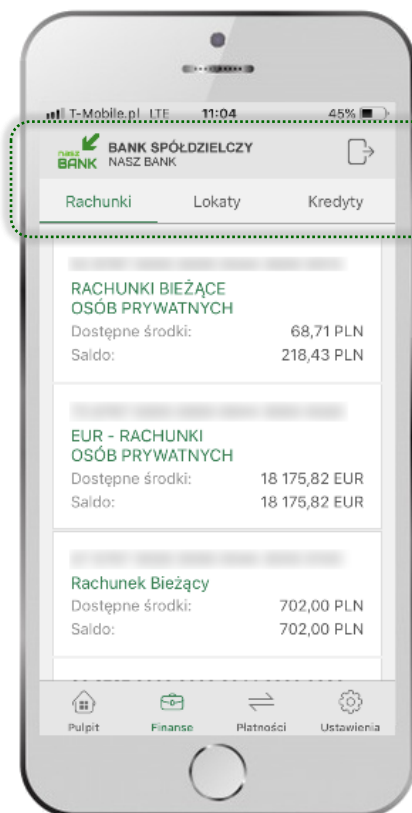 T-Mobile.pl LTE 11:04 45%
nasz BANK BANK SPÓŁDZIELCZY
NASZ BANK
Rachunki Lokaty Kredyty
RACHUNKI BIEŻĄCE
OSÓB PRYWATNYCH
Dostępne środki: 68,71 PLN
Saldo: 218,43 PLN
EUR - RACHUNKI
OSÓB PRYWATNYCH
Dostępne środki: 18 175,82 EUR
Saldo: 18 175,82 EUR
Rachunek Bieżący
Dostępne środki: 702,00 PLN
Saldo: 702,00 PLN
Pulpit Finanse Płatności Ustawienia